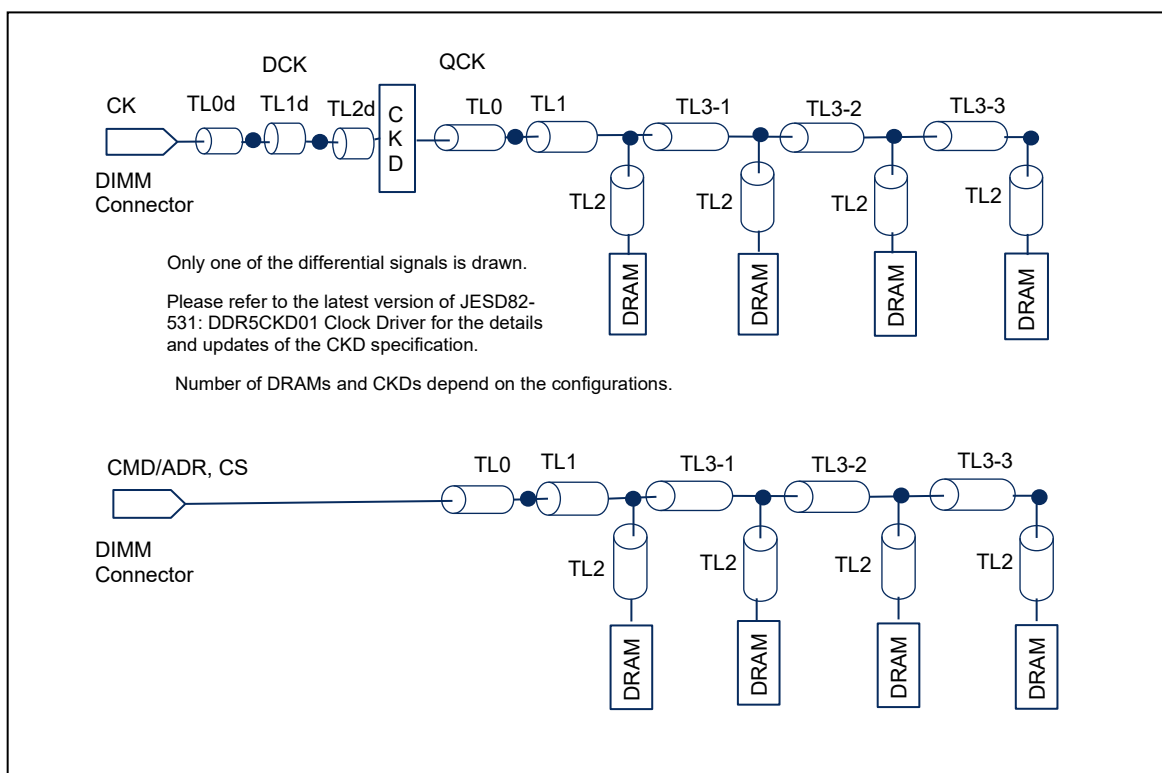 DCK
QCK
CK
TL0d
TL1d
TL2d
CKD
TL0
TL1
TL3-1
TL3-2
TL3-3
DIMM
Connector
TL2
TL2
TL2
TL2
DRAM
DRAM
DRAM
DRAM
Only one of the differential signals is drawn.
Please refer to the latest version of JESD82-
531: DDR5CKD01 Clock Driver for the details
and updates of the CKD specification.
Number of DRAMs and CKDs depend on the configurations.
CMD/ADR, CS
TL0
TL1
TL3-1
TL3-2
TL3-3
DIMM
Connector
TL2
TL2
TL2
TL2
DRAM
DRAM
DRAM
DRAM